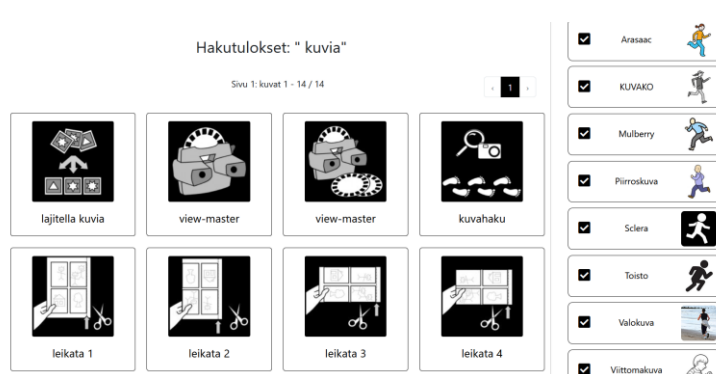 Hakutulokset: " kuvia"
Sivu 1: kuvat 1 - 14 / 14
‹ 1 ›
lajitella kuvia
view-master
view-master
kuvahaku
leikata 1
leikata 2
leikata 3
leikata 4
Arasaac
KUVAKO
Mulberry
Piirroskuva
Sclera
Toisto
Valokuva
Viittomakuva